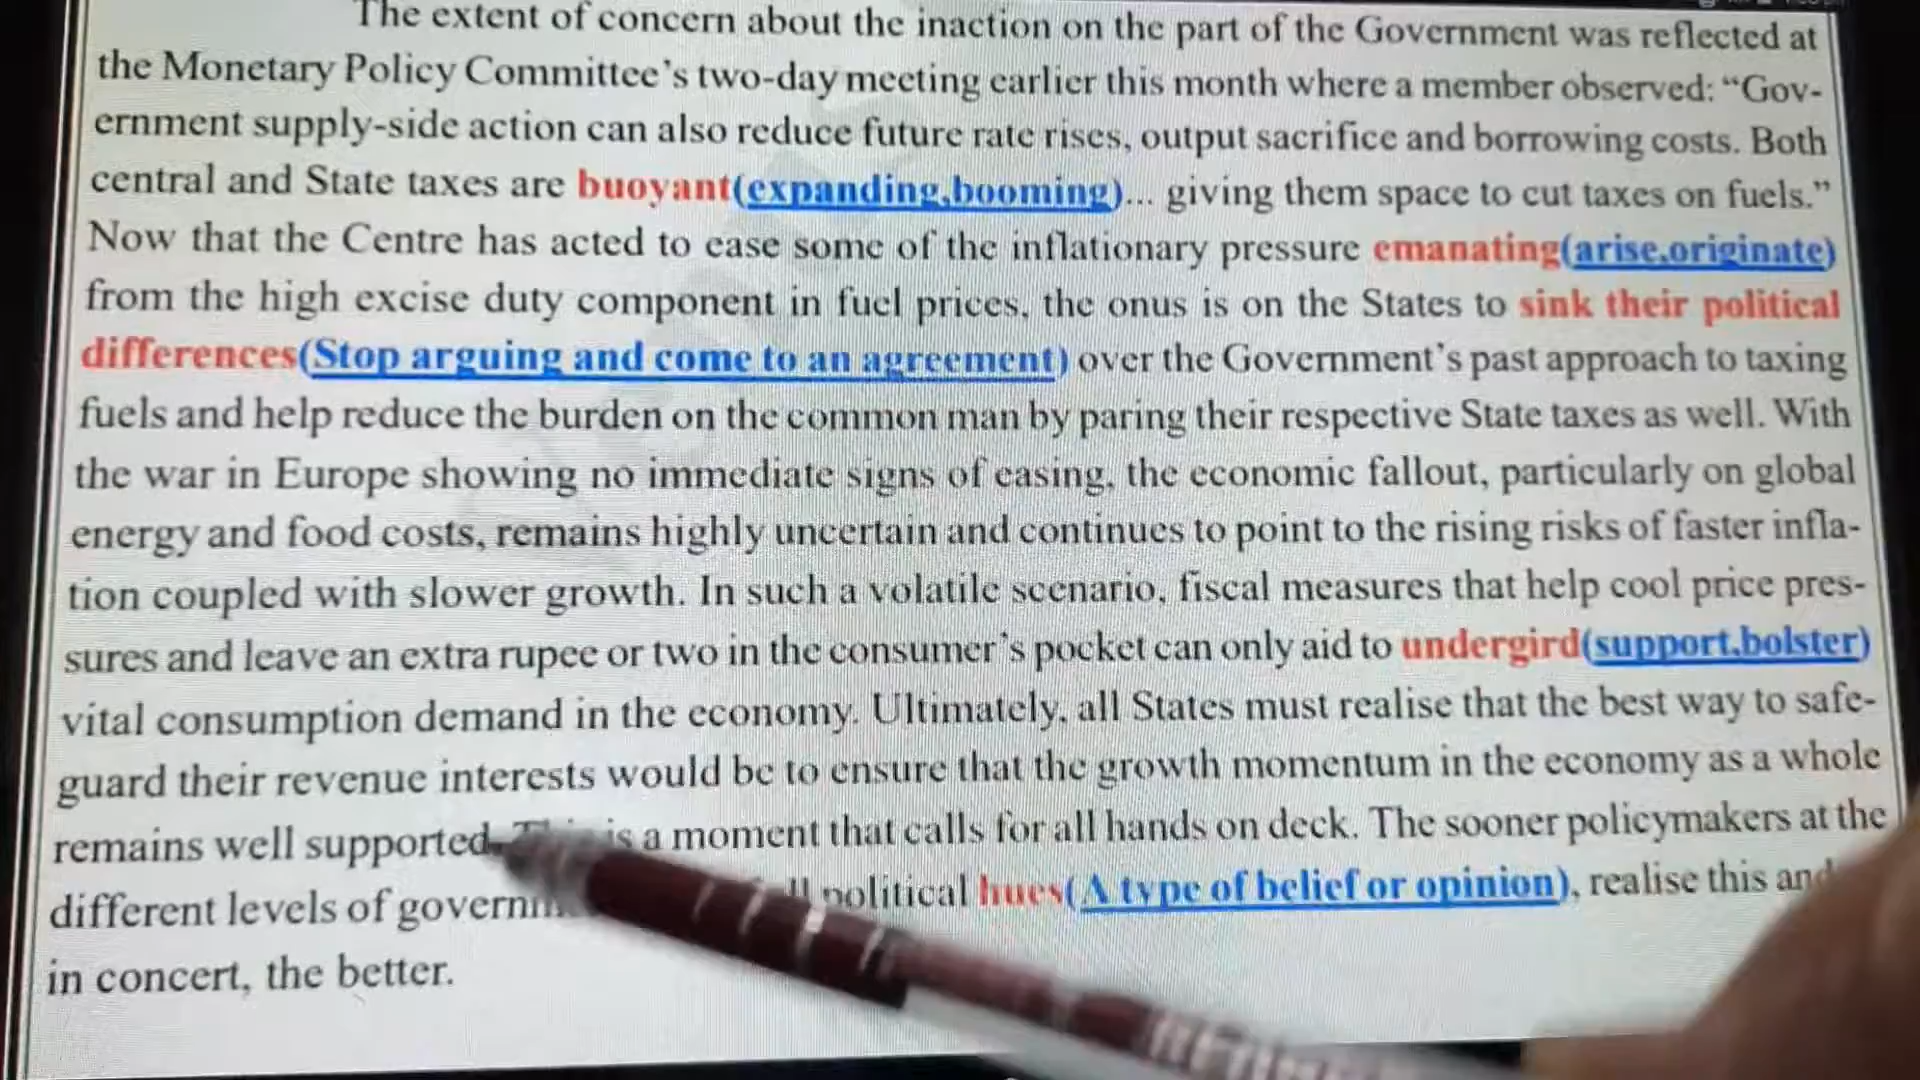 The extent of concern about the inaction on the part of the Government was reflected at
the Monetary Policy Committee's two-day meeting earlier this month where a member observed: “Gov-
ernment supply-side action can also reduce future rate rises, output sacrifice and borrowing costs. Both
central and State taxes are buoyant(expanding,booming)... giving them space to cut taxes on fuels.”
Now that the Centre has acted to ease some of the inflationary pressure emanating(arise,originate)
from the high excise duty component in fuel prices, the onus is on the States to sink their political
differences(Stop arguing and come to an agreement) over the Government's past approach to taxing
fuels and help reduce the burden on the common man by paring their respective State taxes as well. With
the war in Europe showing no immediate signs of easing, the economic fallout, particularly on global
energy and food costs, remains highly uncertain and continues to point to the rising risks of faster infla-
tion coupled with slower growth. In such a volatile scenario, fiscal measures that help cool price pres-
sures and leave an extra rupee or two in the consumer's pocket can only aid to undergird(support,bolster)
vital consumption demand in the economy. Ultimately, all States must realise that the best way to safe-
guard their revenue interests would be to ensure that the growth momentum in the economy as a whole
remains well supported. This is a moment that calls for all hands on deck. The sooner policymakers at the
different levels of political hues(A type of belief or opinion), realise this and
in concert, the better.